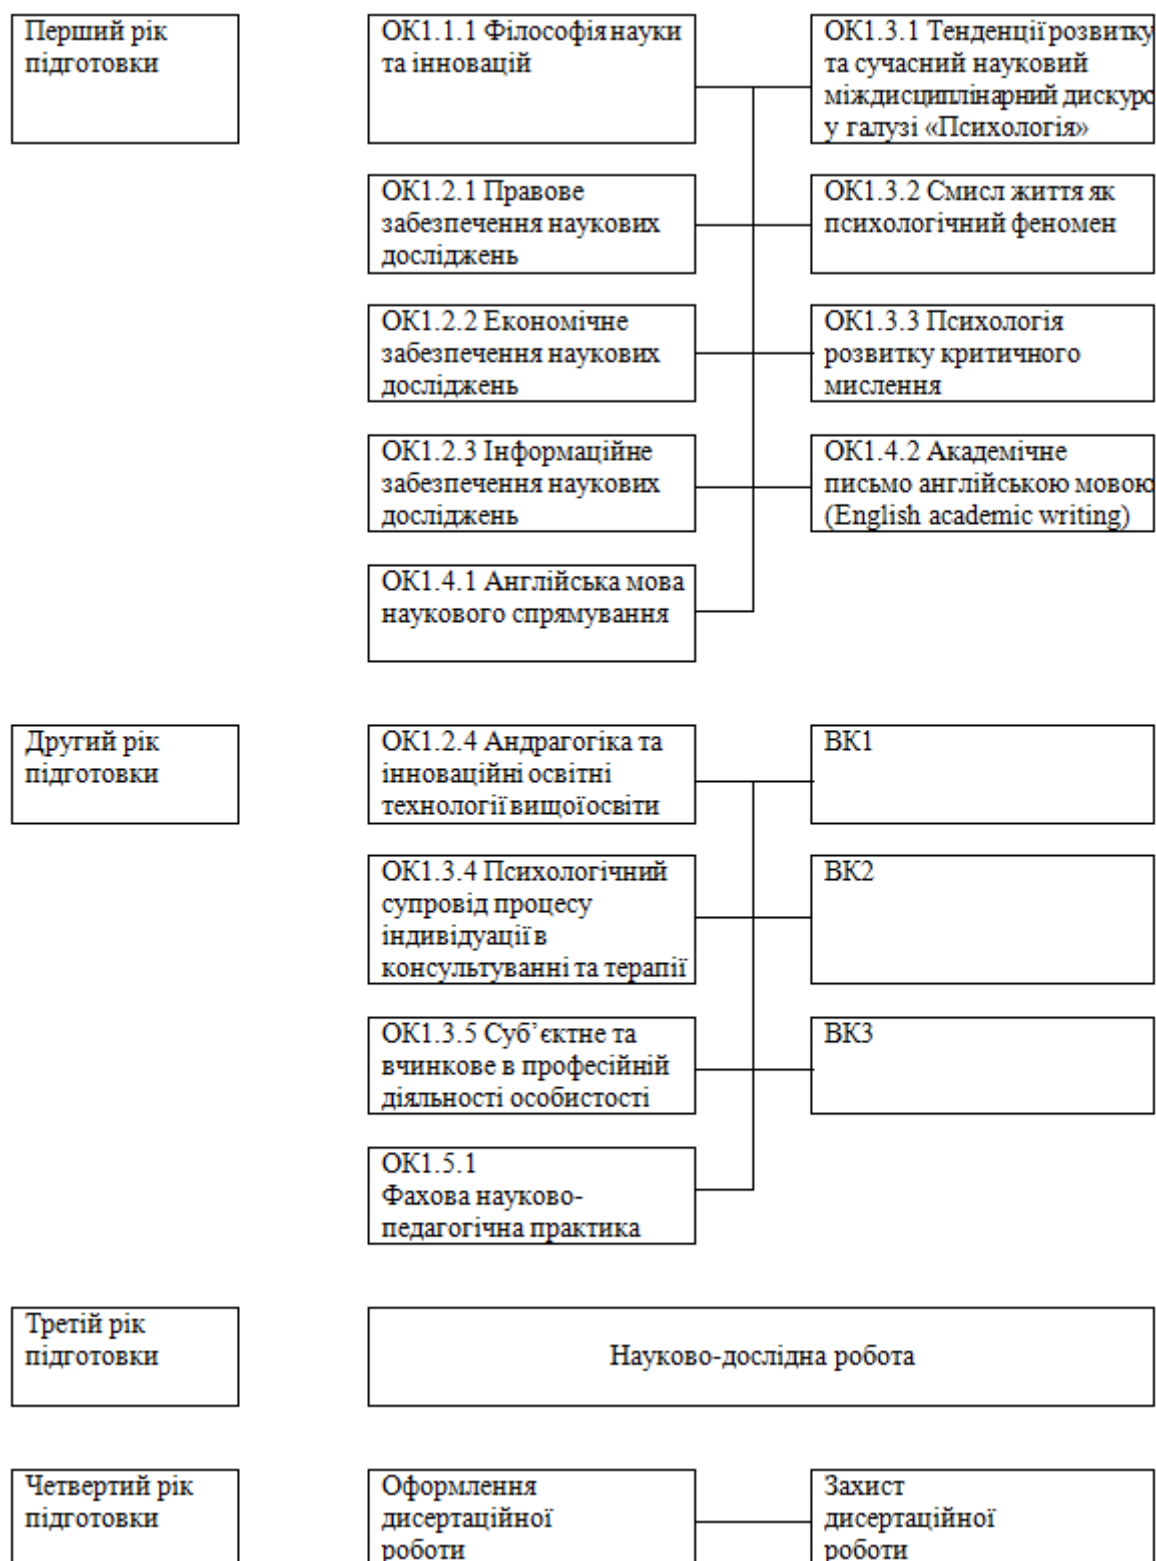 Перший рік
підготовки
ОК1.1.1 Філософія науки
та інновацій
ОК1.3.1 Тенденції розвитку
та сучасний науковий
міждисциплінарний дискурс
у галузі «Психологія»
ОК1.2.1 Правове
забезпечення наукових
досліджень
ОК1.3.2 Смисл життя як
психологічний феномен
ОК1.2.2 Економічне
забезпечення наукових
досліджень
ОК1.3.3 Психологія
розвитку критичного
мислення
ОК1.2.3 Інформаційне
забезпечення наукових
досліджень
ОК1.4.2 Академічне
письмо англійською мовою
(English academic writing)
ОК1.4.1 Англійська мова
наукового спрямування
Другий рік
підготовки
ОК1.2.4 Андрагогіка та
інноваційні освітні
технології вищої освіти
ВК1
ОК1.3.4 Психологічний
супровід процесу
індивідуації в
консультуванні та терапії
ВК2
ОК1.3.5 Суб’єктне та
вчинкове в професійній
діяльності особистості
ВК3
ОК1.5.1
Фахова науково-
педагогічна практика
Третій рік
підготовки
Науково-дослідна робота
Четвертий рік
підготовки
Оформлення
дисертаційної
роботи
Захист
дисертаційної
роботи